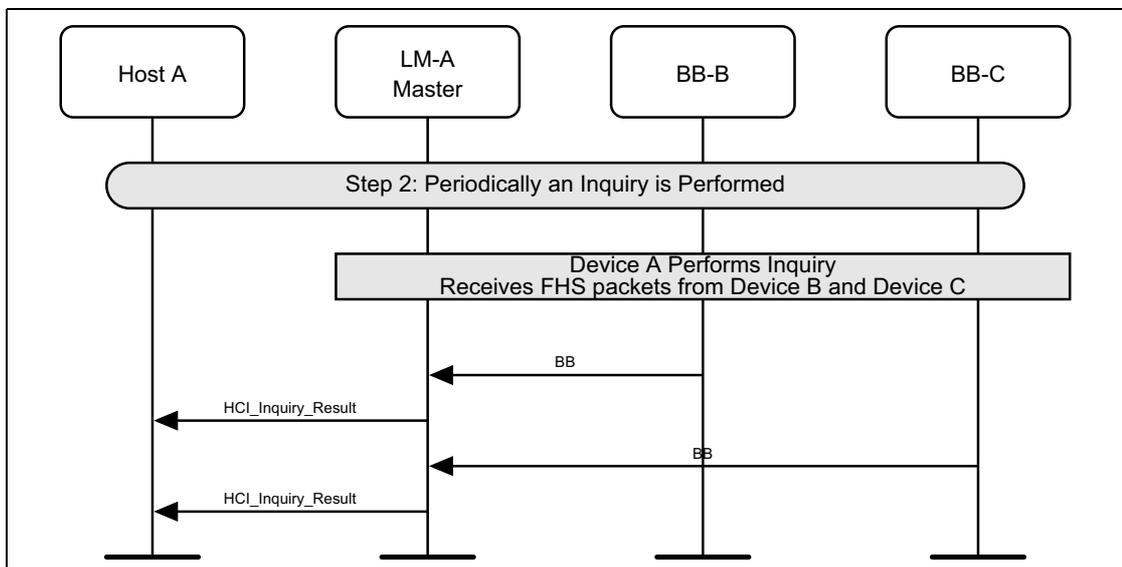 Host A
LM-A
Master
BB-B
BB-C
Step 2: Periodically an Inquiry is Performed
Device A Performs Inquiry
Receives FHS packets from Device B and Device C
BB
HCI_Inquiry_Result
BB
HCI_Inquiry_Result